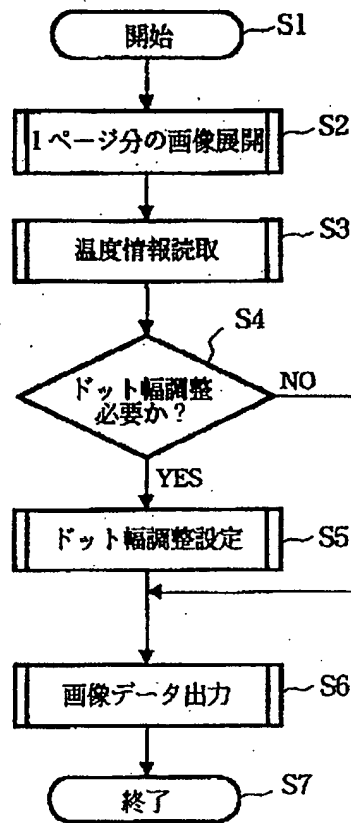 開始
S1
1ページ分の画像展開
S2
温度情報読取
S3
S4
ドット幅調整
必要か？
NO
YES
ドット幅調整設定
S5
画像データ出力
S6
終了
S7